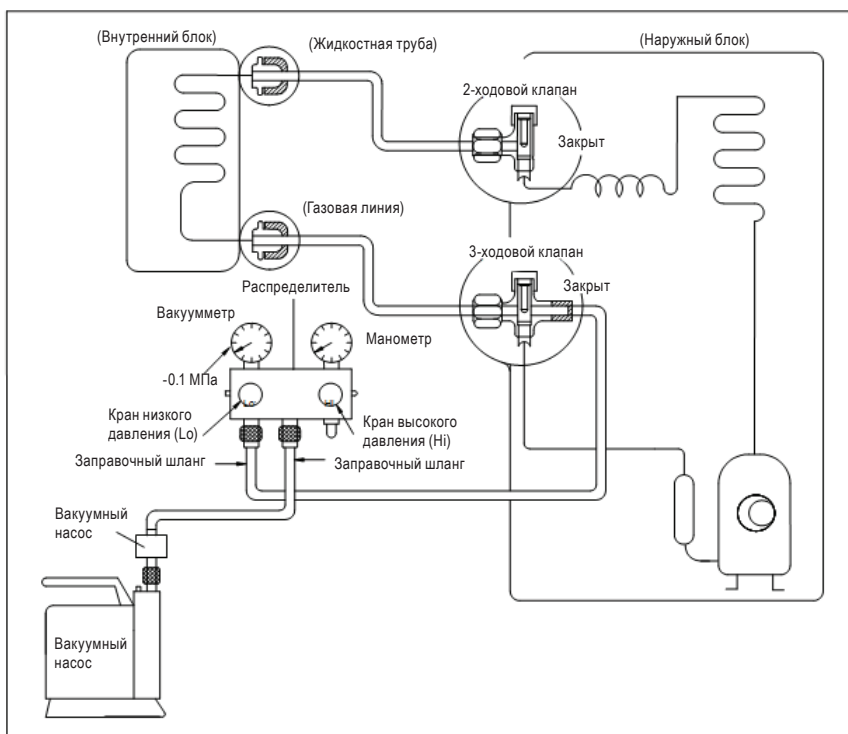 (Внутренний блок)
(Жидкостная труба)
(Наружный блок)
2-ходовой клапан
Закрыт
(Газовая линия)
3-ходовой клапан
Закрыт
Распределитель
Вакуумметр
Манометр
-0.1 МПа
Lo
Hi
Кран низкого
давления (Lo)
Кран высокого
давления (Hi)
Заправочный шланг
Заправочный шланг
Вакуумный
насос
Вакуумный
насос